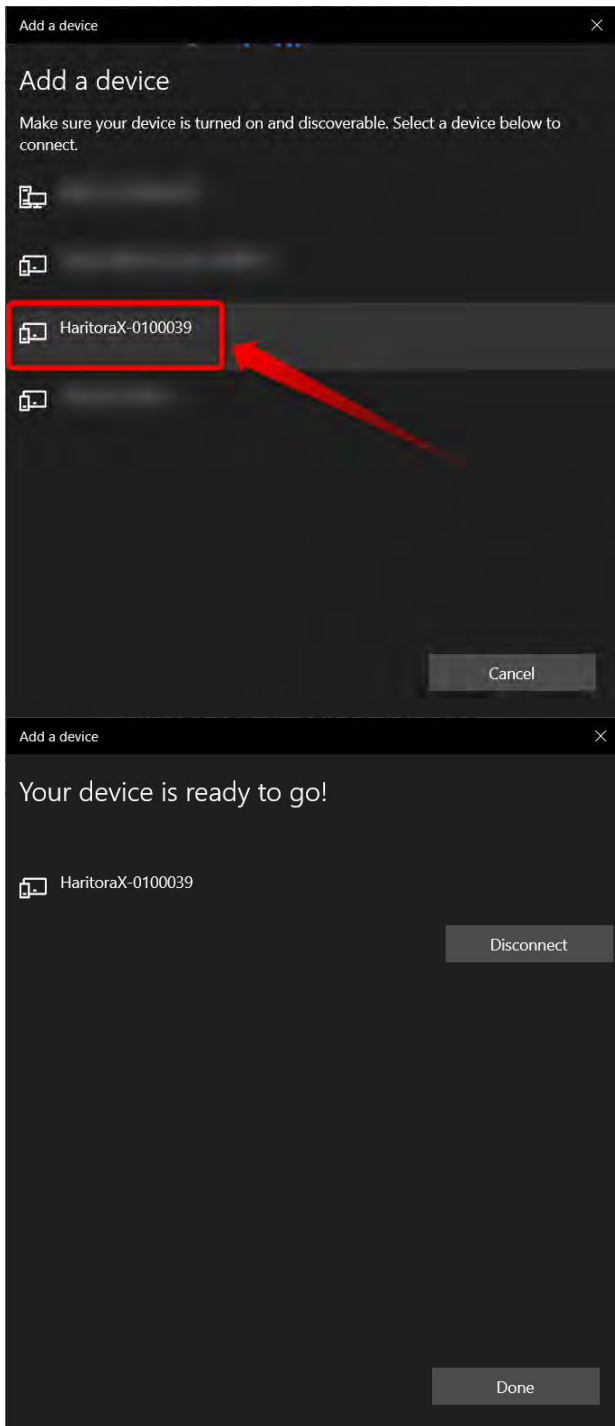 Add a device
Add a device
Make sure your device is turned on and discoverable. Select a device below to
connect.
HaritoraX-0100039
Cancel
Add a device
Your device is ready to go!
HaritoraX-0100039
Disconnect
Done